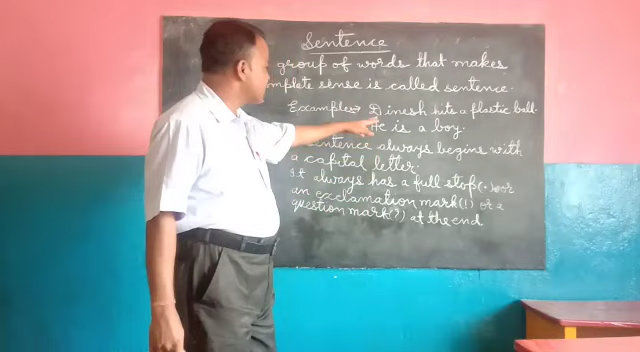 Sentence
group of words that makes
mplete sense is called sentence.
Example→ Dinesh hits a plastic ball.
He is a boy.
entence always begins with
a capital letter.
It always has a full stop(.) or
an exclamation mark(!) or a
question mark(?) at the end